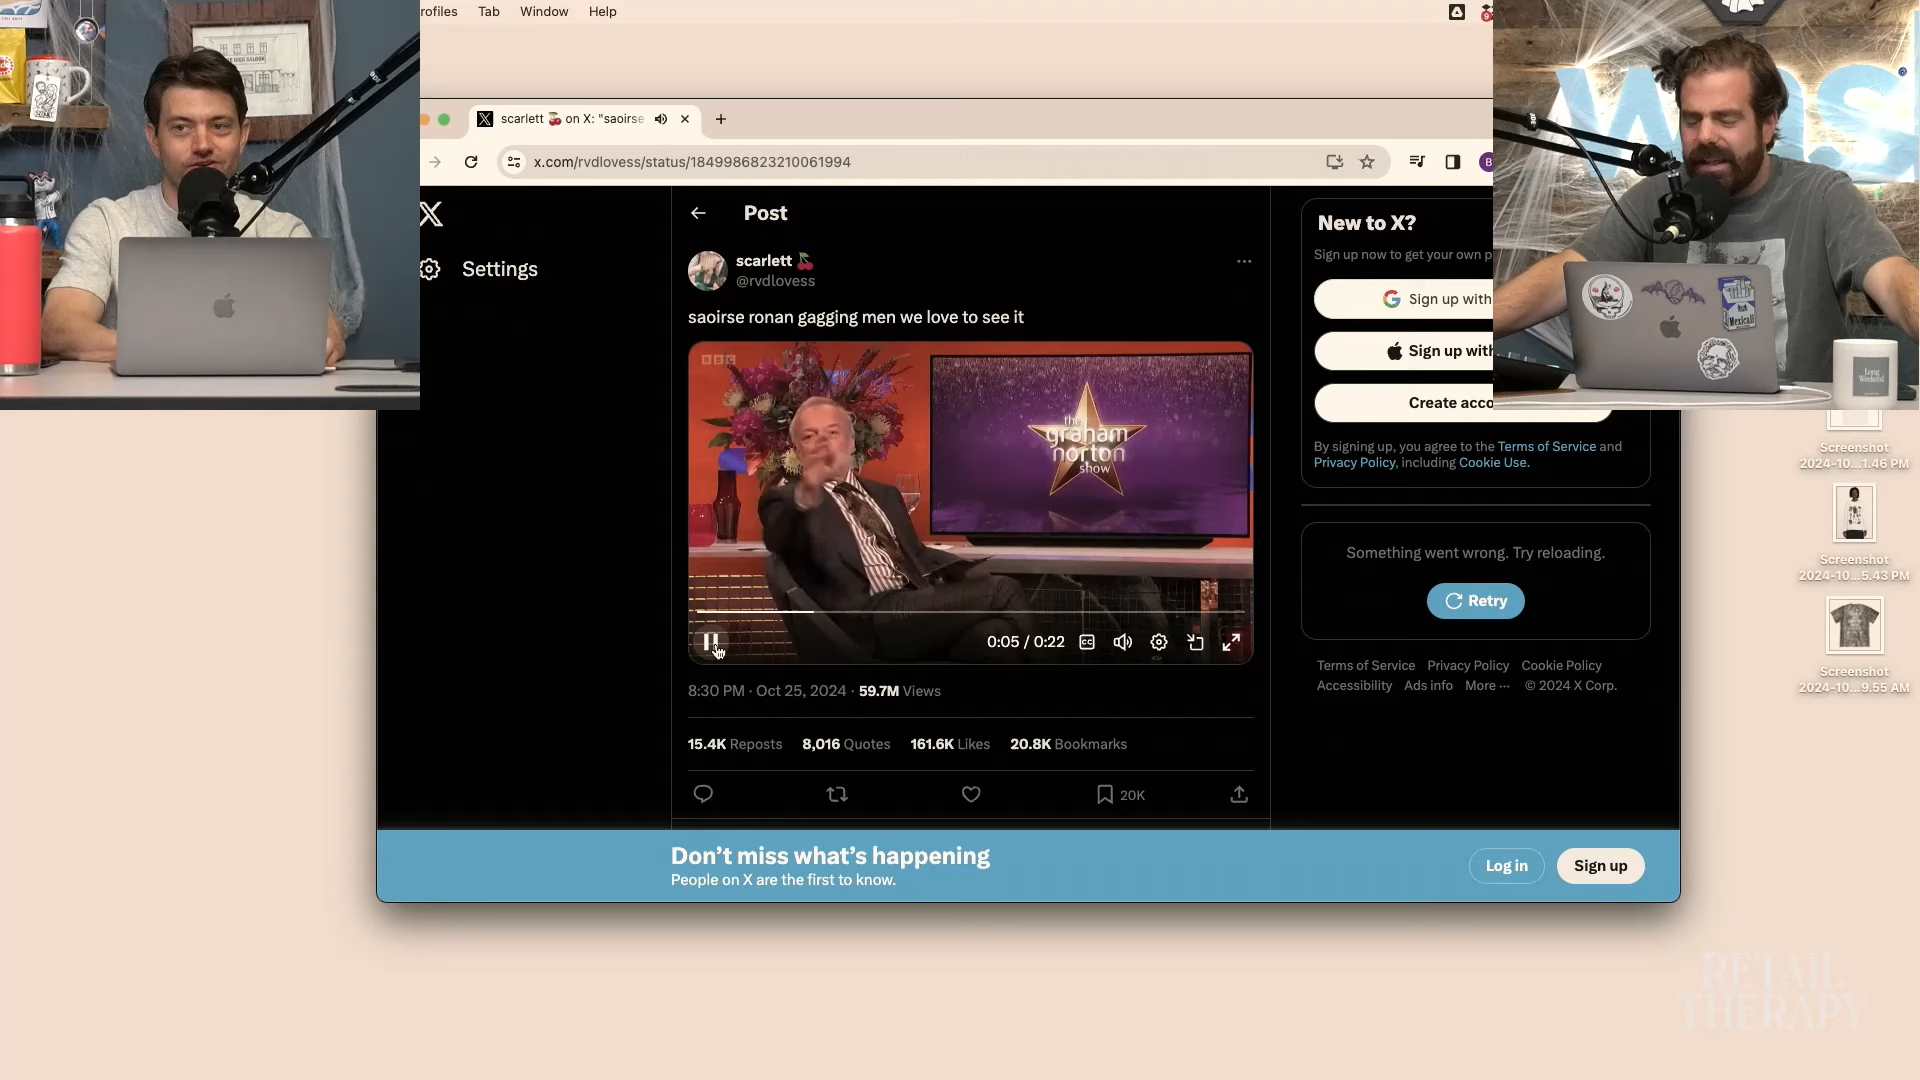 rofiles Tab Window Help
scarlett 🍒 on X: "saoirse
x.com/rvdlovess/status/1849986823210061994
B
Post
Settings
scarlett 🍒
@rvdlovess
saoirse ronan gagging men we love to see it
BBC
the
graham
norton
show
0:05 / 0:22
CC
8:30 PM · Oct 25, 2024 · 59.7M Views
15.4K Reposts 8,016 Quotes 161.6K Likes 20.8K Bookmarks
20K
New to X?
Sign up now to get your own p
Sign up with
Sign up with
Create acco
By signing up, you agree to the Terms of Service and
Privacy Policy, including Cookie Use.
Something went wrong. Try reloading.
Retry
Terms of Service Privacy Policy Cookie Policy
Accessibility Ads info More ··· © 2024 X Corp.
Don't miss what's happening
People on X are the first to know.
Log in
Sign up
Screenshot
2024-10...1.46 PM
Screenshot
2024-10...5.43 PM
Screenshot
2024-10...9.55 AM
Long
Weekend
Mexicali
RETAIL
THERAPY